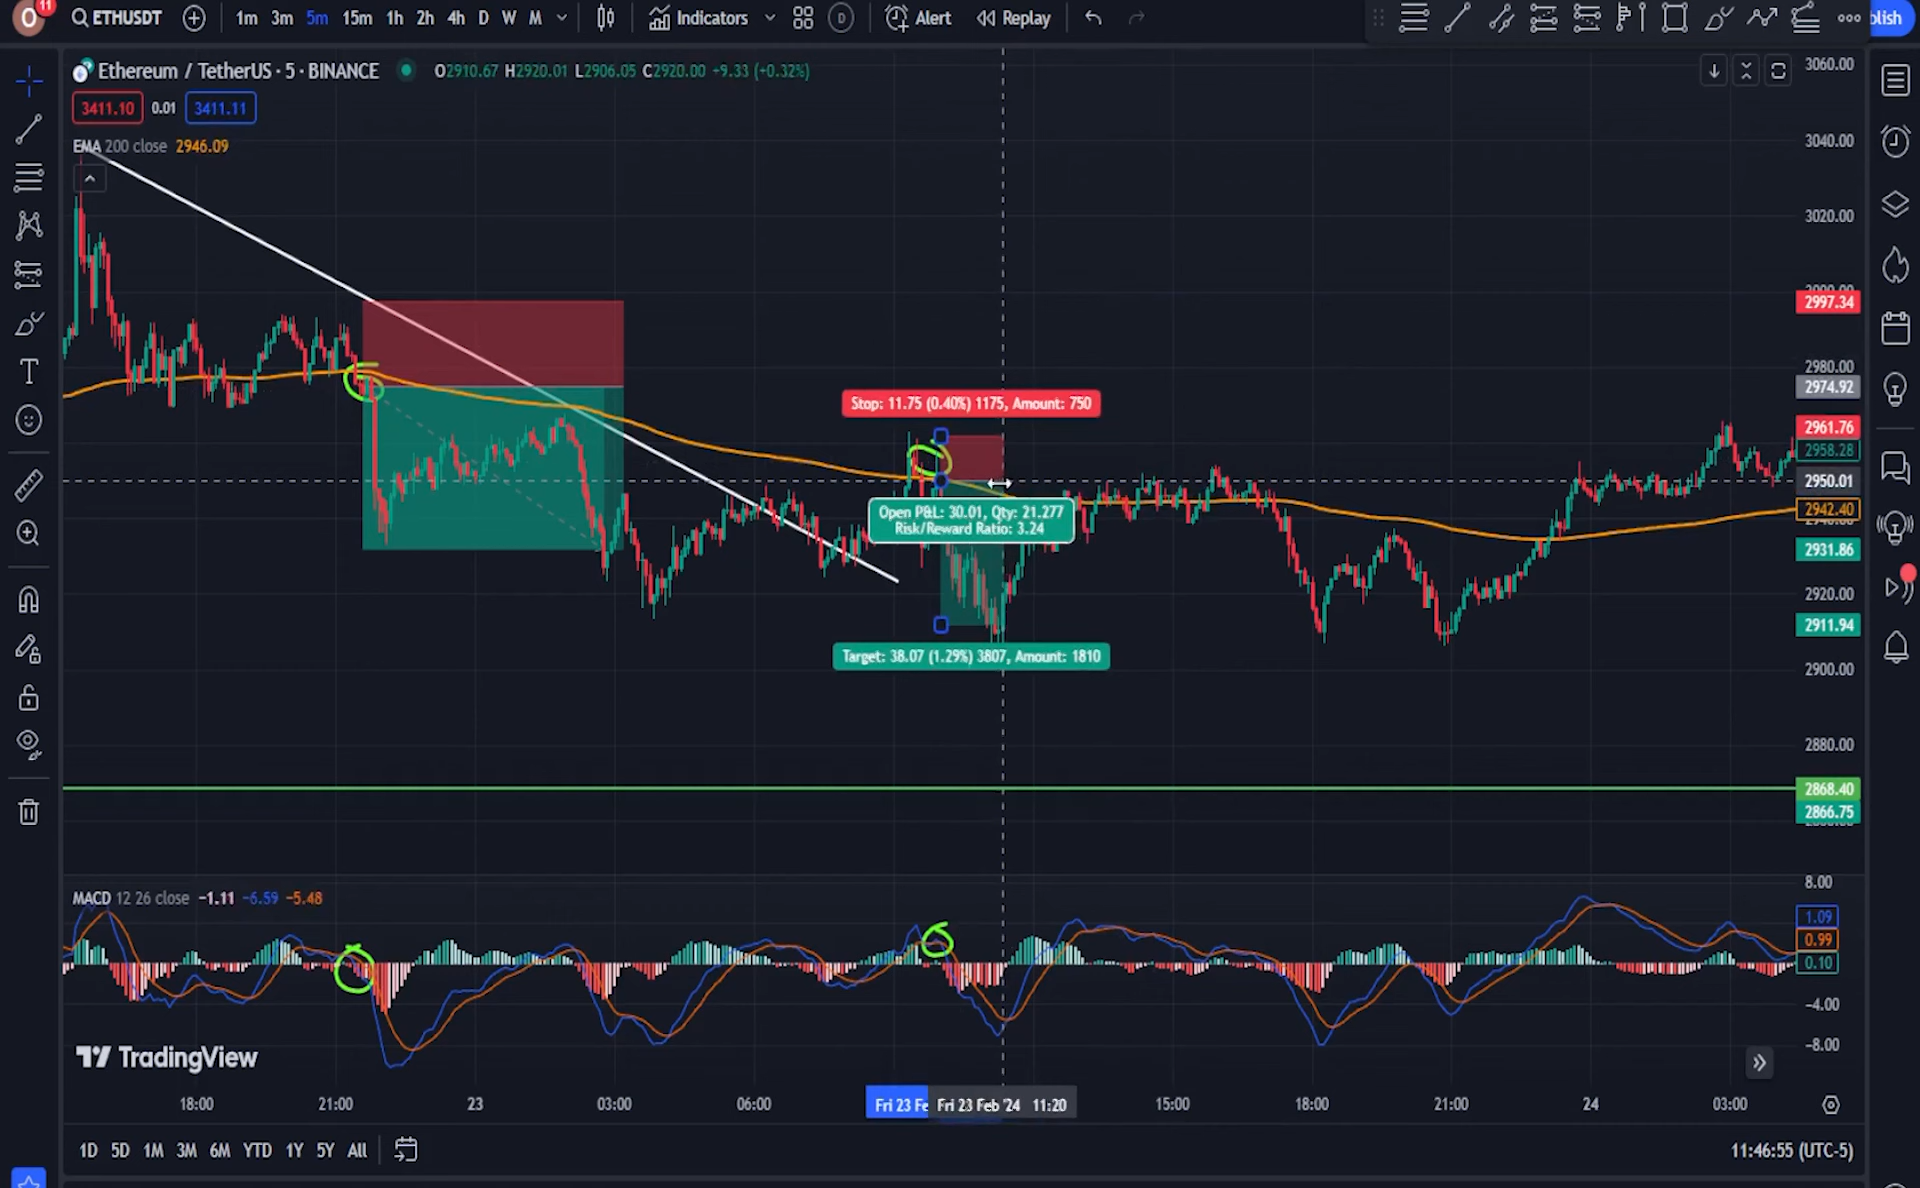 O 11 ETHUSDT 1m 3m 5m 15m 1h 2h 4h D W M Indicators D Alert Replay blish
Ethereum / TetherUS · 5 · BINANCE O2910.67 H2920.01 L2906.05 C2920.00 +9.33 (+0.32%)
3411.10 0.01 3411.11
EMA 200 close 2946.09
3060.00
3040.00
3020.00
2997.34
2980.00
2974.92
2961.76
2958.28
2950.01
2942.40
2931.86
2920.00
2911.94
2900.00
2880.00
2868.40
2866.75
Stop: 11.75 (0.40%) 1175, Amount: 750
Open P&L: 30.01, Qty: 21.277
Risk/Reward Ratio: 3.24
Target: 38.07 (1.29%) 3807, Amount: 1810
MACD 12 26 close −1.11 −6.59 −5.48
8.00
1.09
0.99
0.10
−4.00
−8.00
TradingView
18:00 21:00 23 03:00 06:00 Fri 23 Fe Fri 23 Feb '24 11:20 15:00 18:00 21:00 24 03:00
1D 5D 1M 3M 6M YTD 1Y 5Y All 11:46:55 (UTC-5)